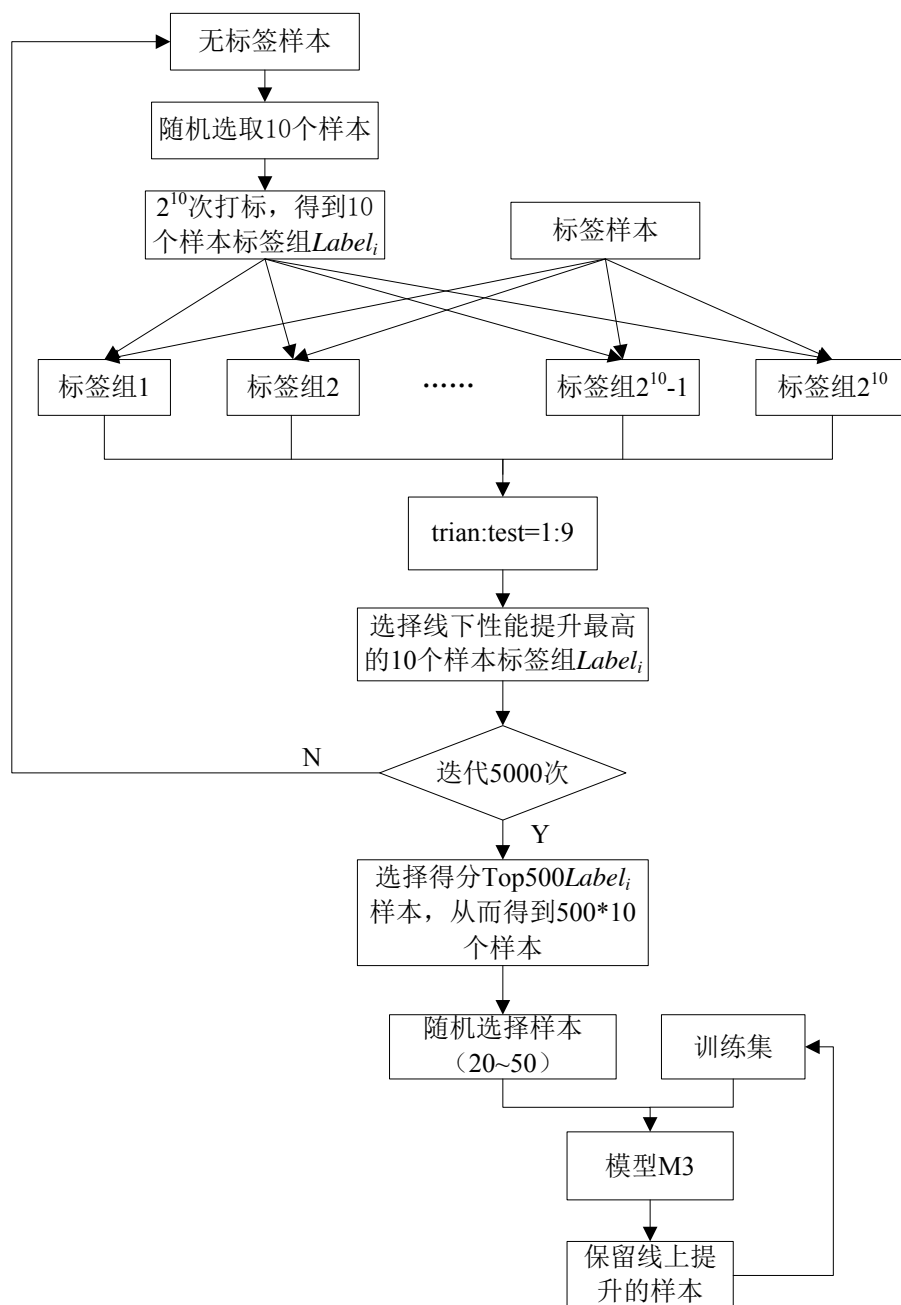 无标签样本
随机选取10个样本
2¹⁰次打标，得到10
个样本标签组Labelᵢ
标签样本
标签组1
标签组2
……
标签组2¹⁰-1
标签组2¹⁰
trian:test=1:9
选择线下性能提升最高
的10个样本标签组Labelᵢ
N
迭代5000次
Y
选择得分Top500Labelᵢ
样本，从而得到500*10
个样本
随机选择样本
（20~50）
训练集
模型M3
保留线上提
升的样本